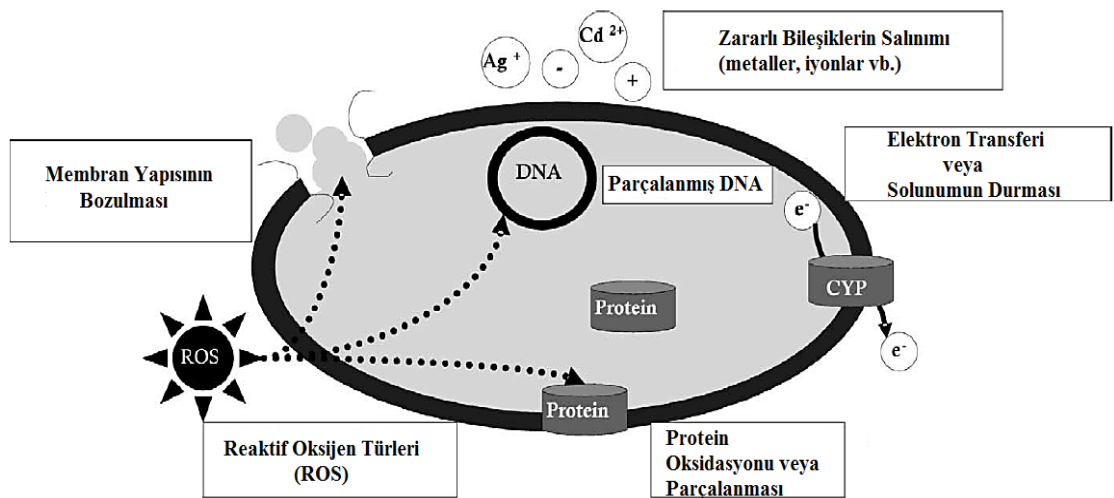 Cd 2+
Ag +
-
+
Zararlı Bileşiklerin Salınımı
(metaller, iyonlar vb.)
Membran Yapısının
Bozulması
DNA
Parçalanmış DNA
Elektron Transferi
veya
Solunumun Durması
e-
CYP
e-
Protein
ROS
Protein
Reaktif Oksijen Türleri
(ROS)
Protein
Oksidasyonu veya
Parçalanması